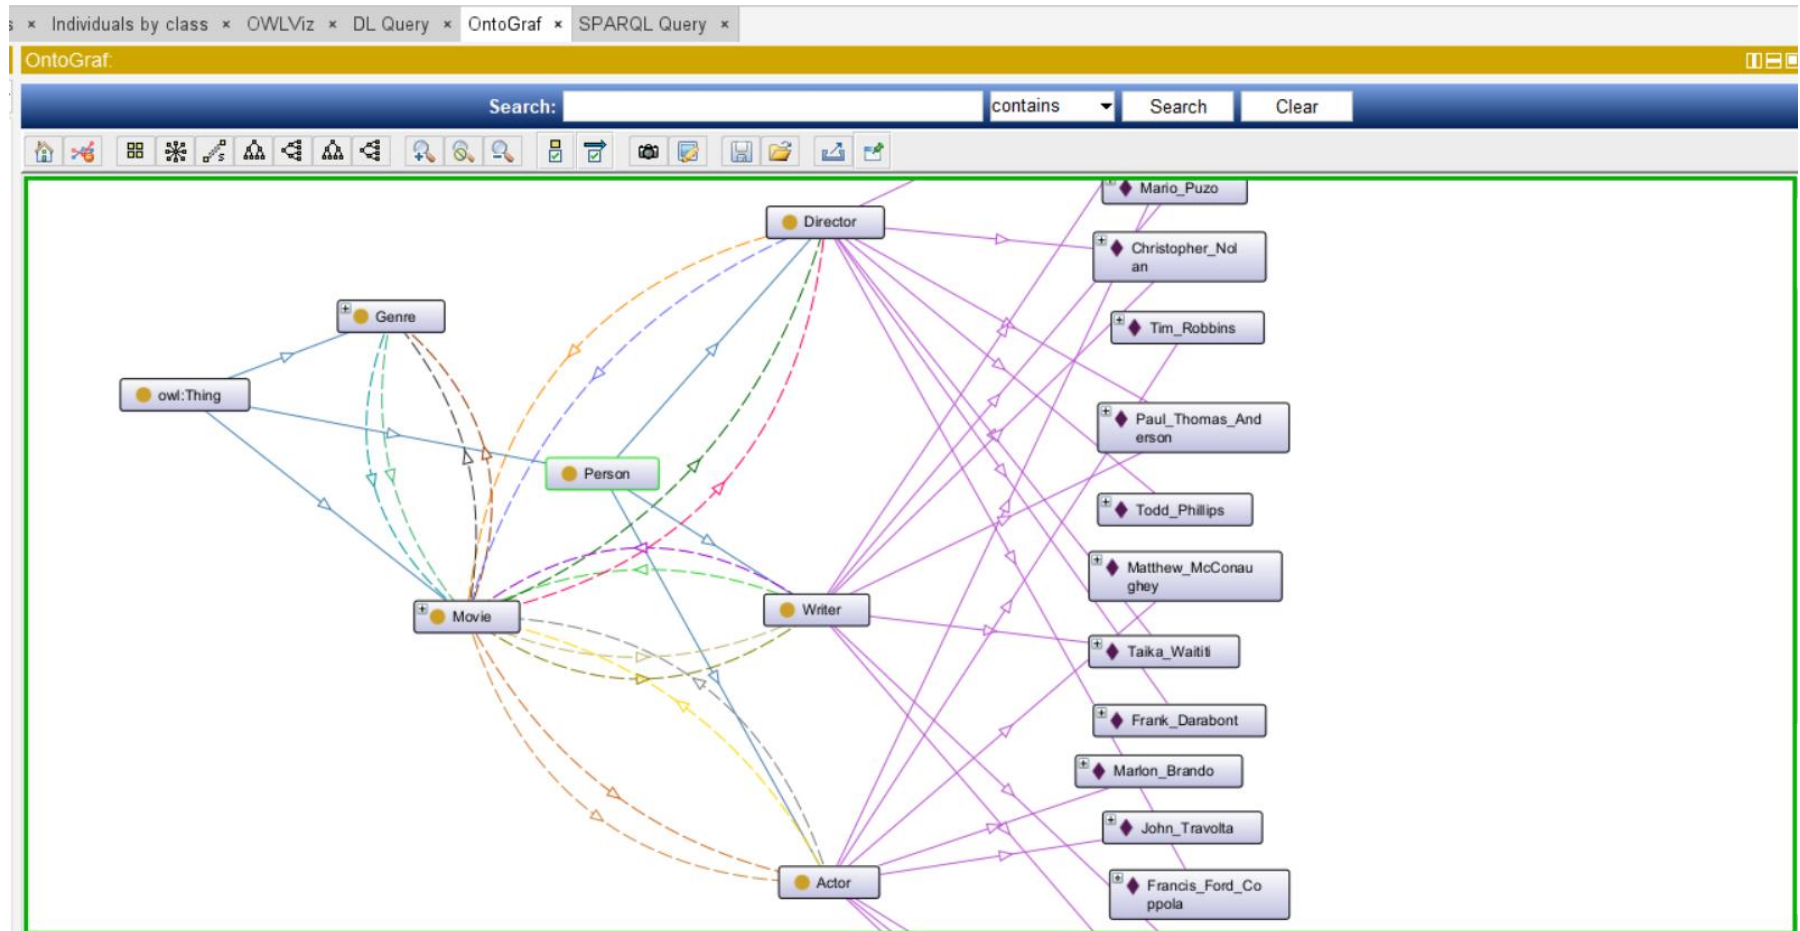 s × Individuals by class × OWLViz × DL Query × OntoGraf × SPARQL Query ×
OntoGraf:
Search: contains Search Clear
Mario_Puzo
Director
Christopher_Nol
an
Genre
Tim_Robbins
owl:Thing
Paul_Thomas_And
erson
Person
Todd_Phillips
Matthew_McConau
ghey
Movie
Writer
Taika_Waititi
Frank_Darabont
Marlon_Brando
John_Travolta
Actor
Francis_Ford_Co
ppola